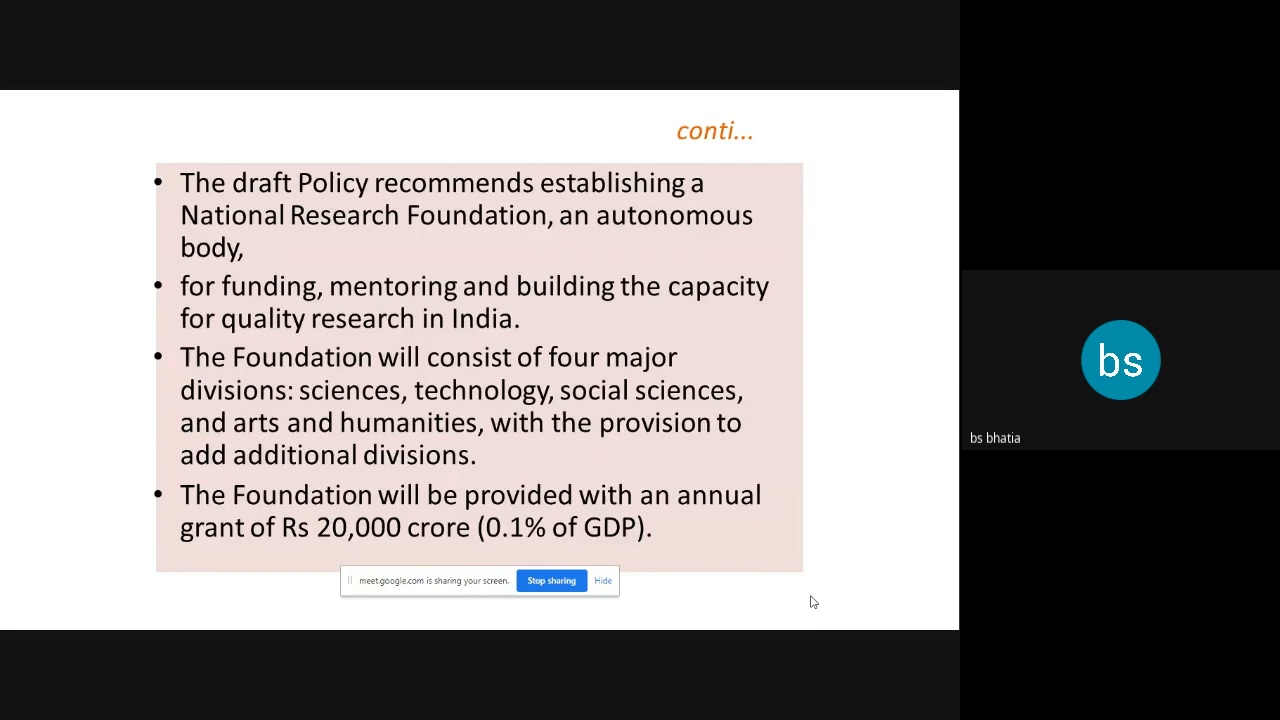 conti...
• The draft Policy recommends establishing a
National Research Foundation, an autonomous
body,
• for funding, mentoring and building the capacity
for quality research in India.
• The Foundation will consist of four major
divisions: sciences, technology, social sciences,
and arts and humanities, with the provision to
add additional divisions.
• The Foundation will be provided with an annual
grant of Rs 20,000 crore (0.1% of GDP).
meet.google.com is sharing your screen. Stop sharing Hide
bs
bs bhatia